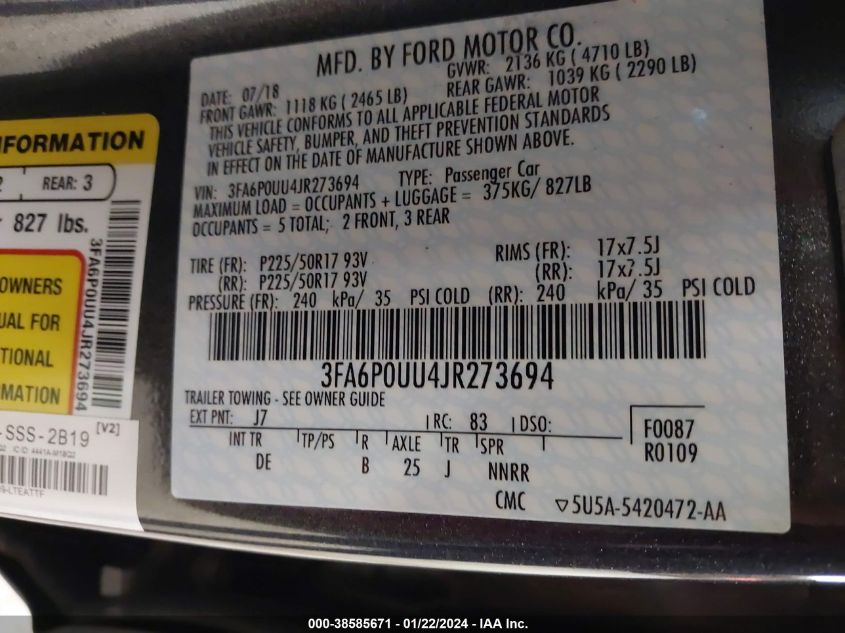 MFD. BY FORD MOTOR CO.
DATE: 07/18 GVWR: 2136 KG ( 4710 LB)
FRONT GAWR: 1118 KG ( 2465 LB) REAR GAWR: 1039 KG ( 2290 LB)
THIS VEHICLE CONFORMS TO ALL APPLICABLE FEDERAL MOTOR
VEHICLE SAFETY, BUMPER, AND THEFT PREVENTION STANDARDS
IN EFFECT ON THE DATE OF MANUFACTURE SHOWN ABOVE.
VIN: 3FA6P0UU4JR273694 TYPE: Passenger Car
MAXIMUM LOAD = OCCUPANTS + LUGGAGE = 375KG/ 827LB
OCCUPANTS = 5 TOTAL; 2 FRONT, 3 REAR
TIRE (FR): P225/50R17 93V RIMS (FR): 17x7.5J
(RR): P225/50R17 93V (RR): 17x7.5J
PRESSURE (FR): 240 kPa/ 35 PSI COLD (RR): 240 kPa/ 35 PSI COLD
3FA6P0UU4JR273694
TRAILER TOWING - SEE OWNER GUIDE
EXT PNT: J7 RC: 83 DSO: F0087
R0109
INT TR TP/PS R AXLE TR SPR
DE B 25 J NNRR
CMC ▽5U5A-5420472-AA
NFORMATION
2 REAR: 3
827 lbs.
3FA6P0UU4JR273694
OWNERS
UAL FOR
TIONAL
MATION
-SSS-2B19 [V2]
9-LTEATTF
000-38585671 - 01/22/2024 - IAA Inc.